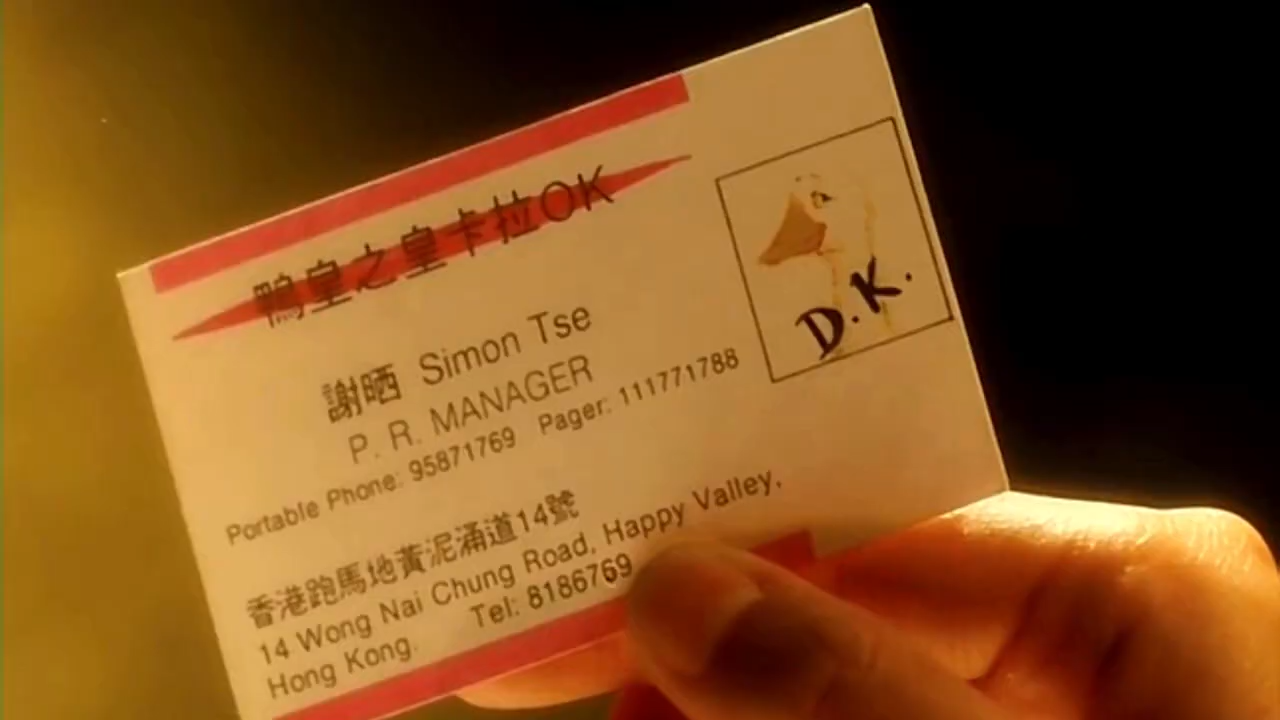 鴨皇之皇卡拉OK
D.K.
謝晒 Simon Tse
P. R. MANAGER
Portable Phone: 95871769 Pager: 111771788
香港跑馬地黃泥涌道14號
14 Wong Nai Chung Road, Happy Valley,
Hong Kong. Tel: 8186769